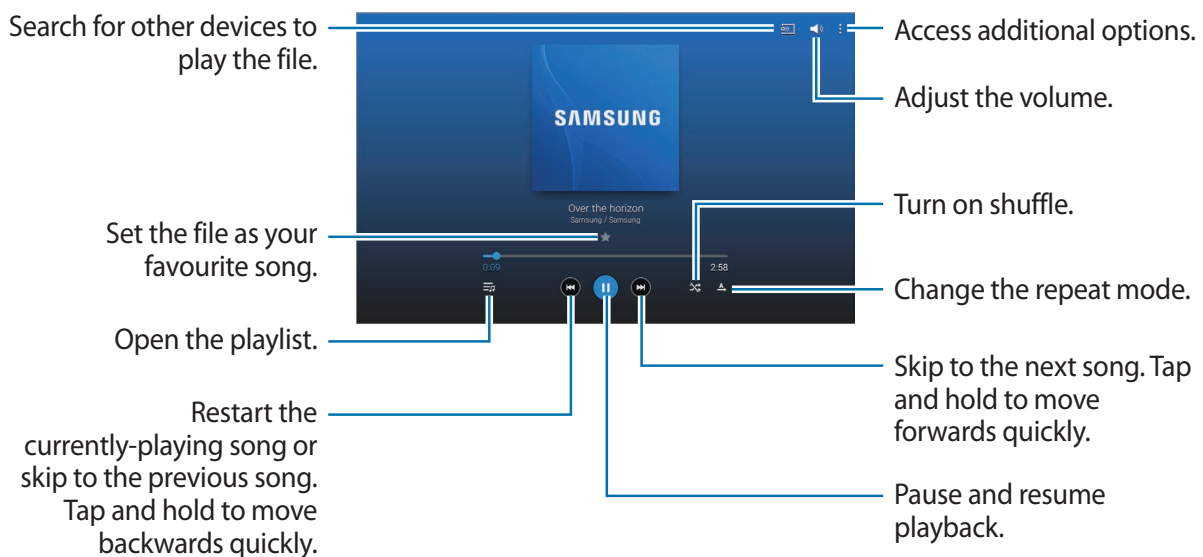 Search for other devices to
play the file.
Access additional options.
Adjust the volume.
SAMSUNG
Over the horizon
Samsung / Samsung
Turn on shuffle.
Set the file as your
favourite song.
0:09
2:58
Change the repeat mode.
Open the playlist.
Skip to the next song. Tap
and hold to move
forwards quickly.
Restart the
currently-playing song or
skip to the previous song.
Tap and hold to move
backwards quickly.
Pause and resume
playback.